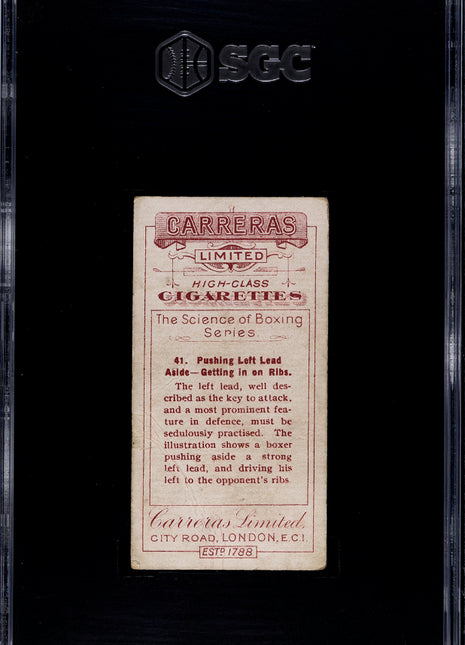 SGC
CARRERAS
LIMITED
HIGH-CLASS
CIGARETTES
The Science of Boxing
Series.
41. Pushing Left Lead
Aside—Getting in on Ribs.
The left lead, well des-
cribed as the key to attack,
and a most prominent fea-
ture in defence, must be
sedulously practised. The
illustration shows a boxer
pushing aside a strong
left lead, and driving his
left to the opponent's ribs
Carreras Limited,
CITY ROAD, LONDON, E.C.1.
ESTD 1788.